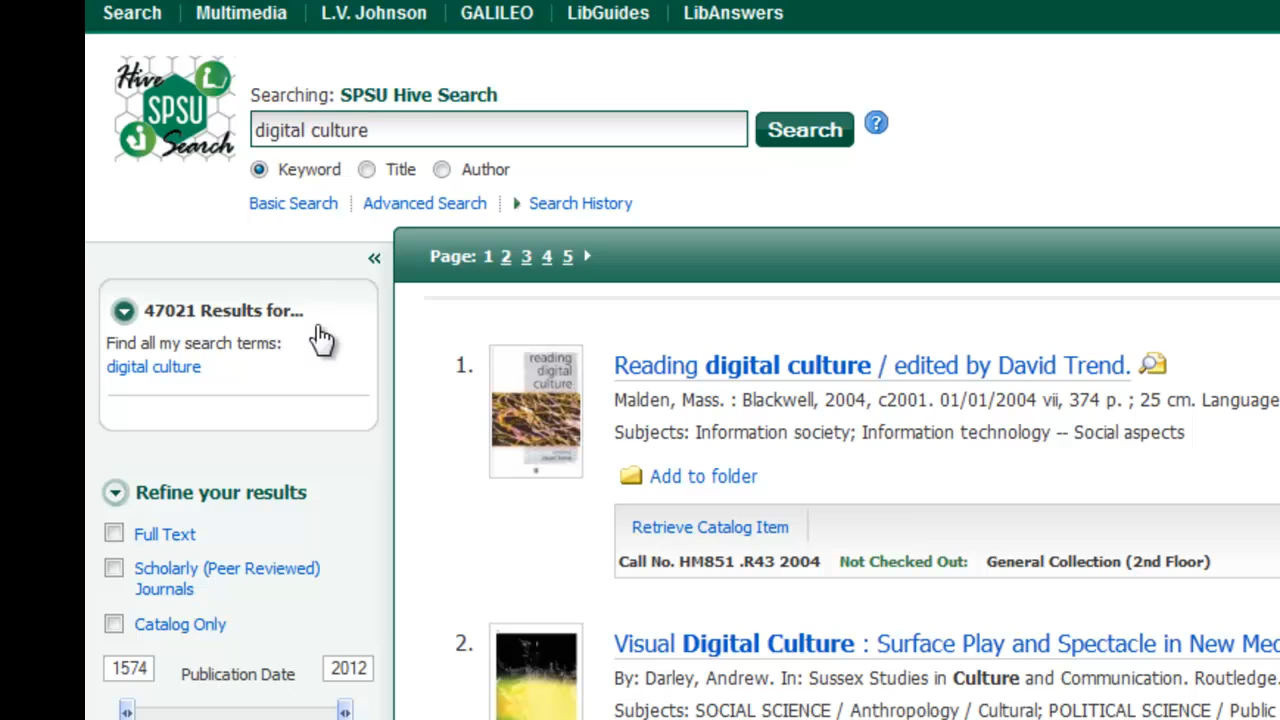 Search Multimedia L.V. Johnson GALILEO LibGuides LibAnswers
Hive
SPSU
Search
Searching: SPSU Hive Search
digital culture
Search
?
Keyword Title Author
Basic Search Advanced Search Search History
«
Page: 1 2 3 4 5
47021 Results for...
Find all my search terms:
digital culture
Refine your results
Full Text
Scholarly (Peer Reviewed)
Journals
Catalog Only
1574 Publication Date 2012
1.
reading
digital
culture
Reading digital culture / edited by David Trend.
Malden, Mass. : Blackwell, 2004, c2001. 01/01/2004 vii, 374 p. ; 25 cm. Language
Subjects: Information society; Information technology -- Social aspects
Add to folder
Retrieve Catalog Item
Call No. HM851 .R43 2004 Not Checked Out: General Collection (2nd Floor)
2.
Visual Digital Culture : Surface Play and Spectacle in New Med
By: Darley, Andrew. In: Sussex Studies in Culture and Communication. Routledge.
Subjects: SOCIAL SCIENCE / Anthropology / Cultural; POLITICAL SCIENCE / Public